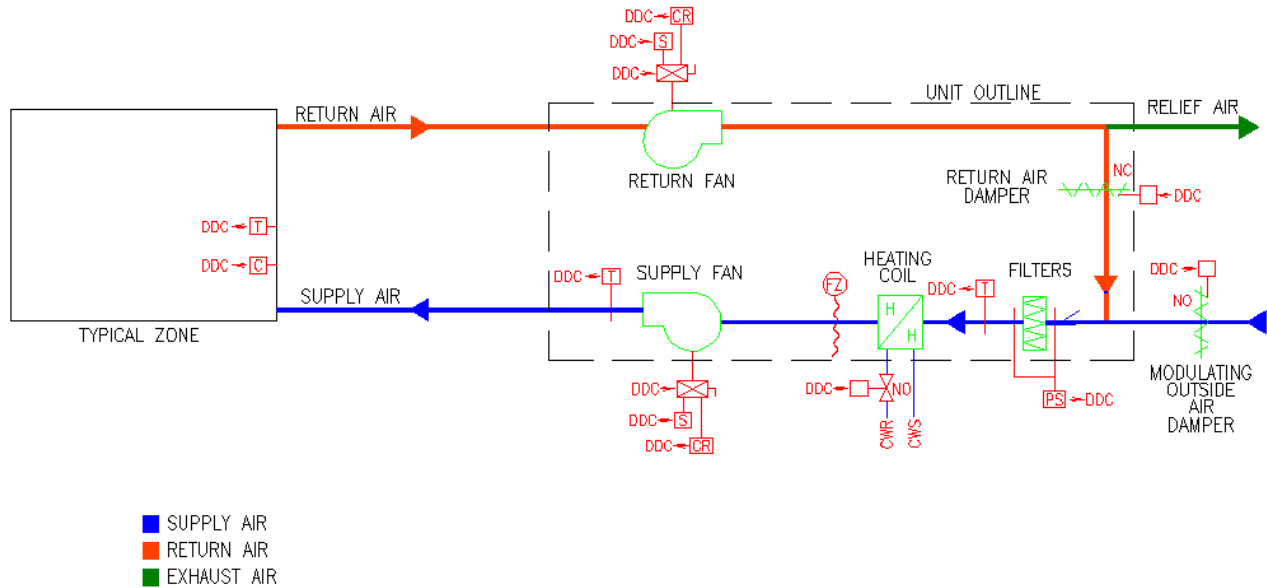 DDC CR
DDC S
DDC
UNIT OUTLINE
RETURN AIR
RELIEF AIR
RETURN FAN
NC
RETURN AIR
DAMPER
DDC
DDC T
DDC C
SUPPLY AIR
TYPICAL ZONE
DDC T
SUPPLY FAN
FZ
HEATING
COIL
H
H
DDC T
FILTERS
DDC
NO
MODULATING
OUTSIDE
AIR
DAMPER
PS DDC
DDC NO
CWR
CWS
DDC
DDC S
DDC CR
SUPPLY AIR
RETURN AIR
EXHAUST AIR